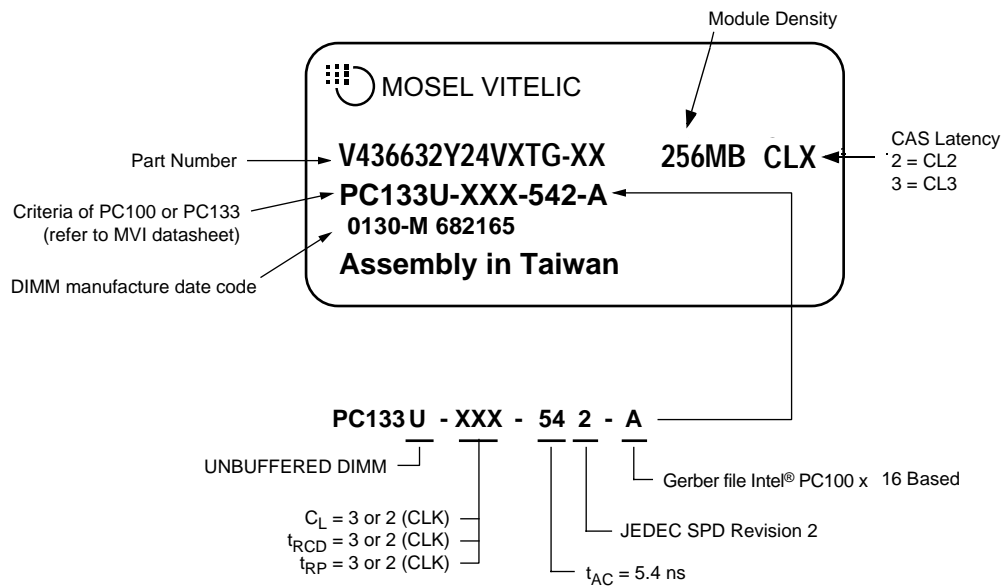 Module Density
MOSEL VITELIC
Part Number
V436632Y24VXTG-XX
256MB CLX
CAS Latency
2 = CL2
3 = CL3
Criteria of PC100 or PC133
(refer to MVI datasheet)
PC133U-XXX-542-A
0130-M 682165
DIMM manufacture date code
Assembly in Taiwan
PC133 U - XXX - 54 2 - A
UNBUFFERED DIMM
Gerber file Intel® PC100 x 16 Based
CL = 3 or 2 (CLK)
tRCD = 3 or 2 (CLK)
tRP = 3 or 2 (CLK)
JEDEC SPD Revision 2
tAC = 5.4 ns